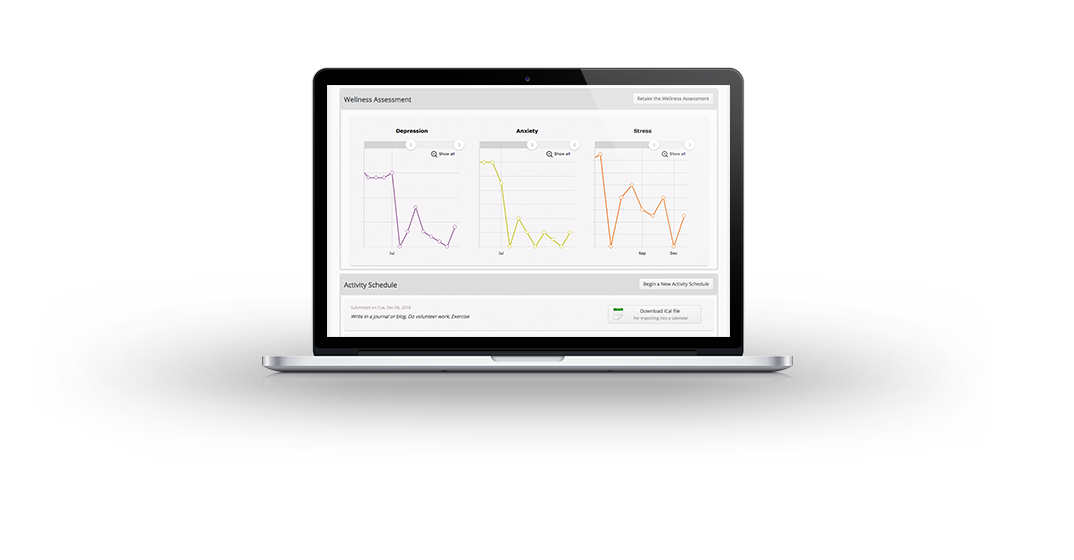 Wellness Assessment
Retake the Wellness Assessment
Depression
Anxiety
Stress
Show all
Show all
Show all
Jul
Jul
Sep
Dec
Activity Schedule
Begin a New Activity Schedule
Submitted on Tue, Dec 06, 2016
Write in a journal or blog, Do volunteer work, Exercise
Download iCal file
For importing into a calendar